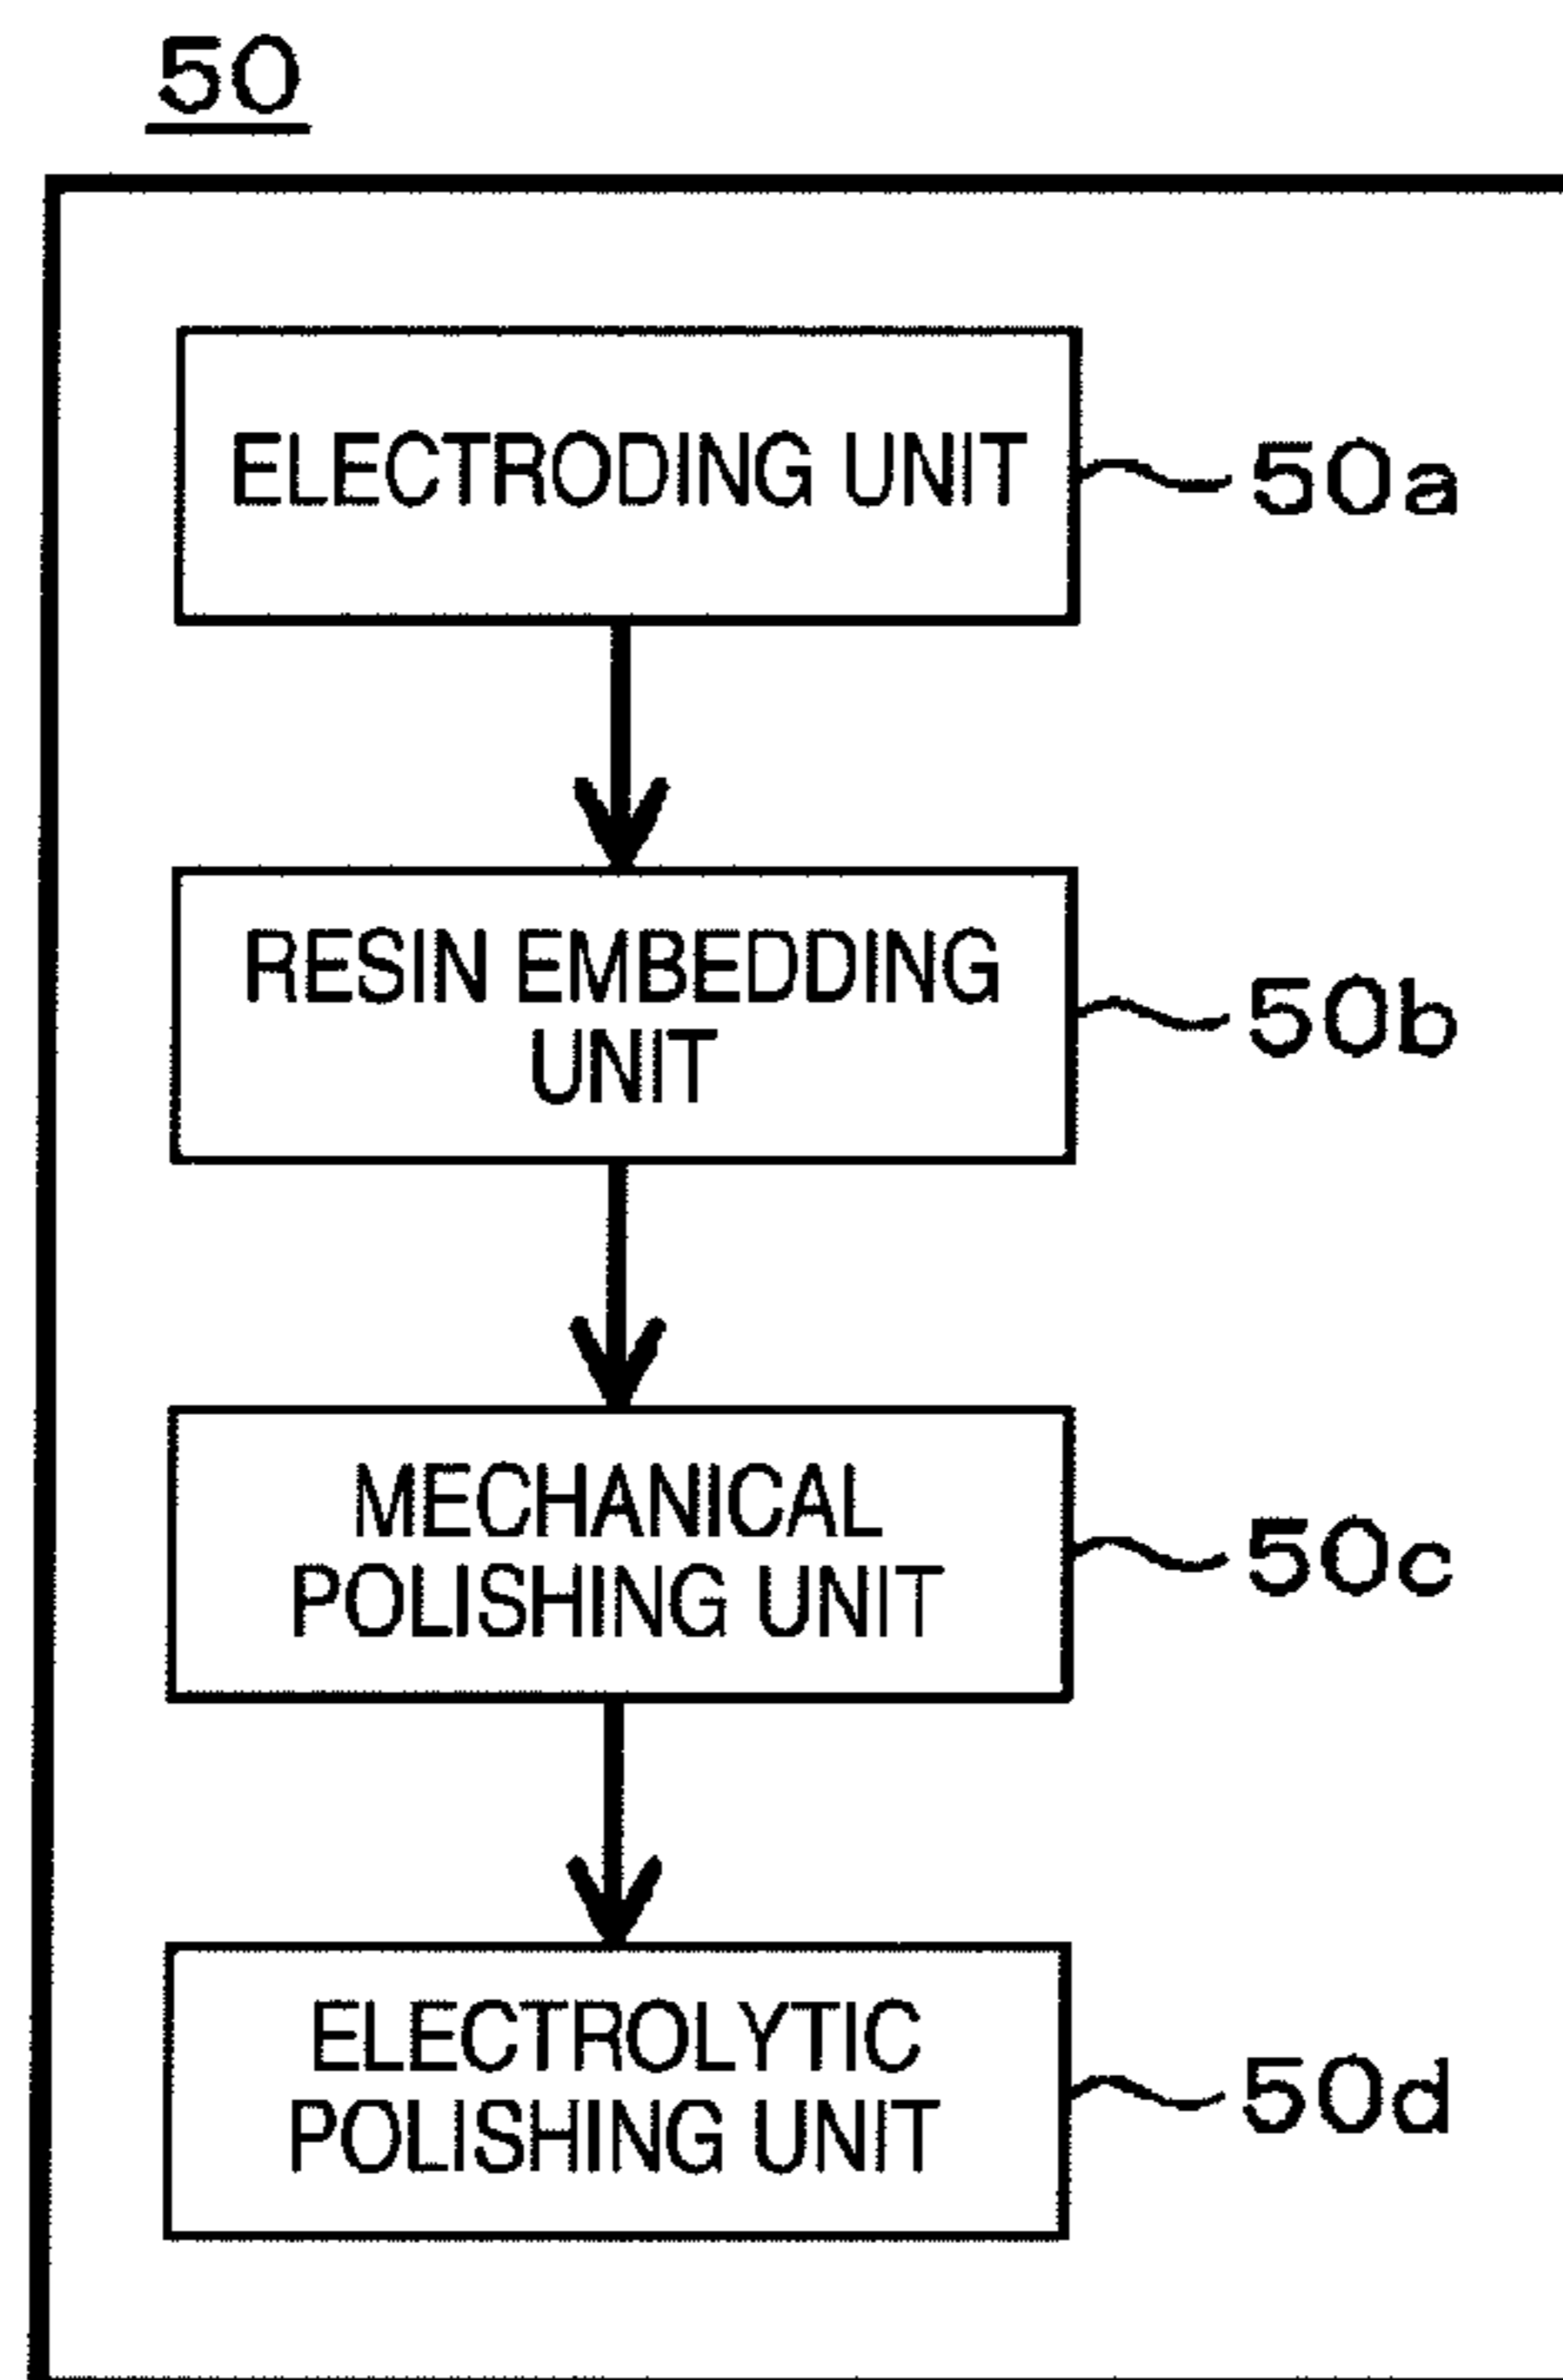 50
ELECTRODING UNIT
50a
RESIN EMBEDDING
UNIT
50b
MECHANICAL
POLISHING UNIT
50c
ELECTROLYTIC
POLISHING UNIT
50d